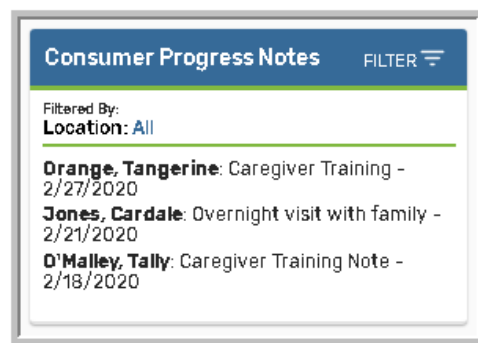 Consumer Progress Notes FILTER
Filtered By:
Location: All
Orange, Tangerine: Caregiver Training -
2/27/2020
Jones, Cardale: Overnight visit with family -
2/21/2020
O'Malley, Tally: Caregiver Training Note -
2/18/2020